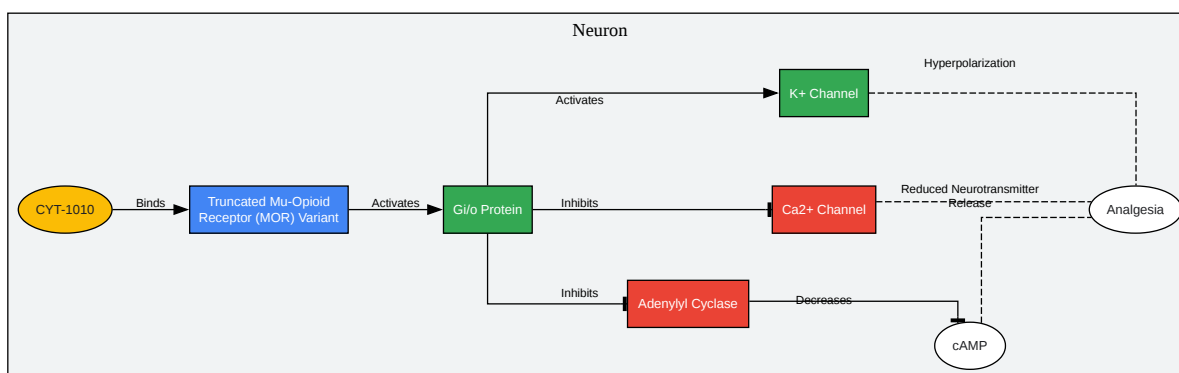 Neuron
Hyperpolarization
K+ Channel
Activates
CYT-1010
Binds
Truncated Mu-Opioid
Receptor (MOR) Variant
Activates
Gi/o Protein
Inhibits
Ca2+ Channel
Reduced Neurotransmitter
Release
Analgesia
Inhibits
Adenylyl Cyclase
Decreases
cAMP